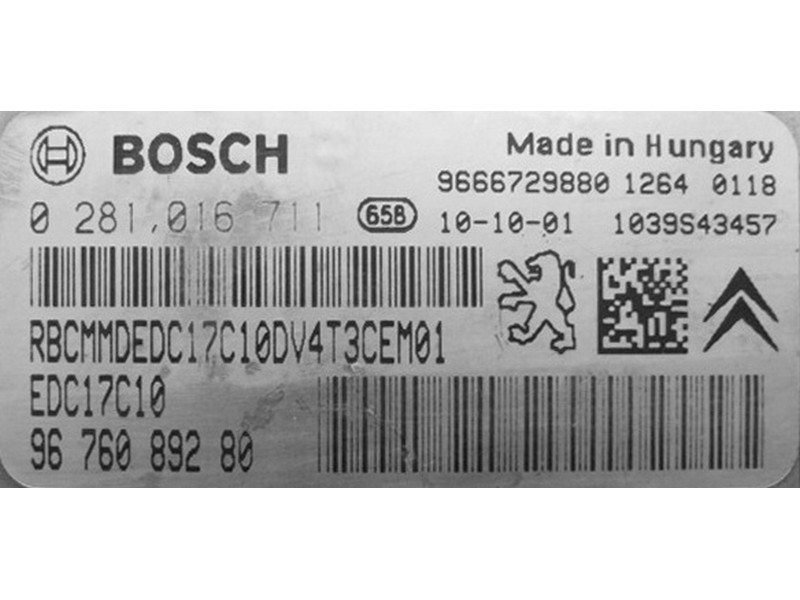 BOSCH
Made in Hungary
9666729880 1264 0118
0 281,016 711 65B 10-10-01 1039S43457
RBCMMDEDC17C10DV4T3CEM01
EDC17C10
96 760 892 80